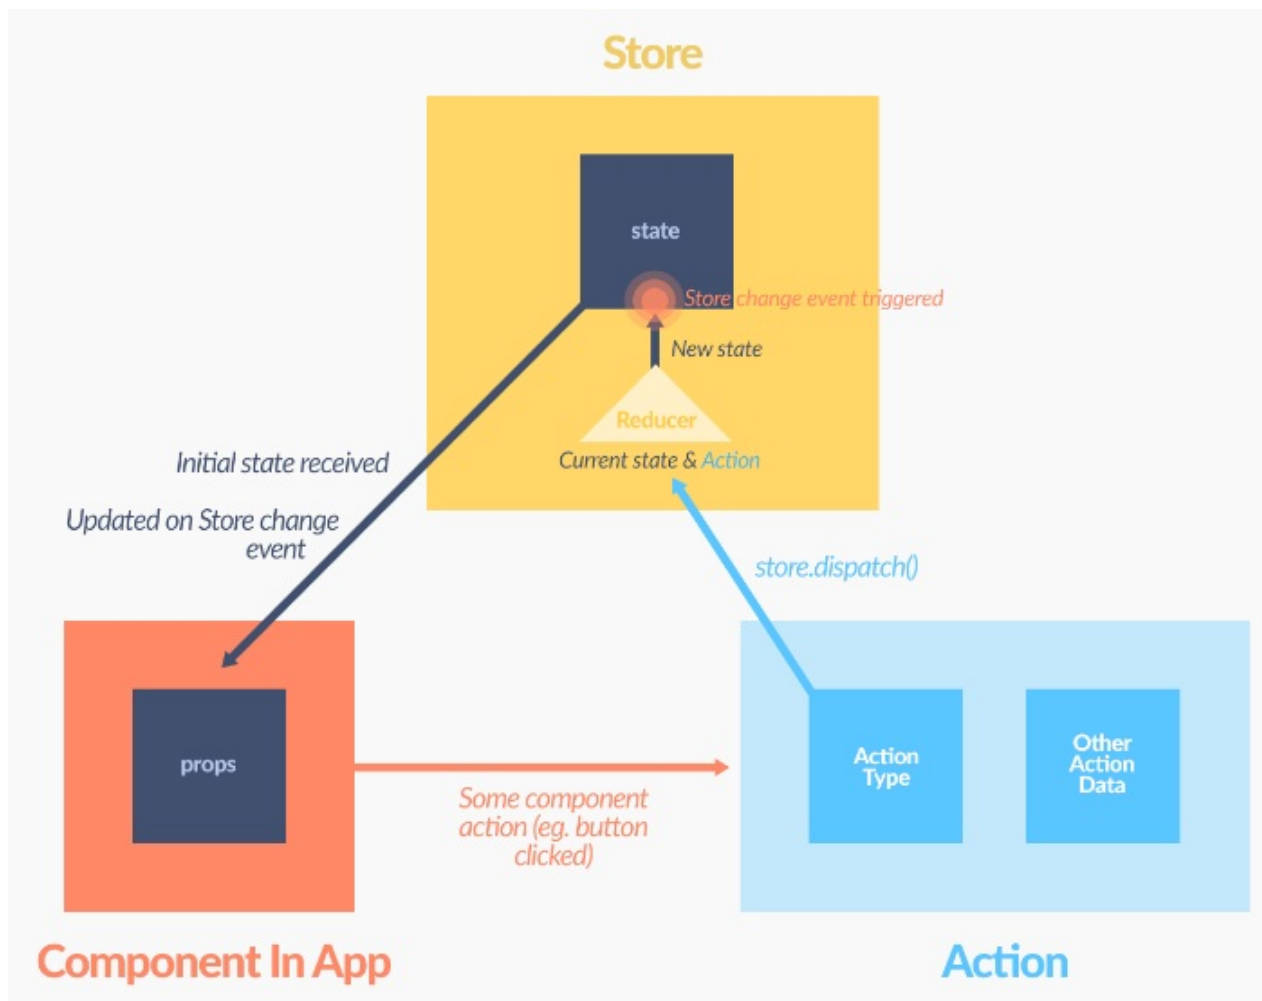 Store
state
Store change event triggered
New state
Reducer
Current state & Action
Initial state received
Updated on Store change
event
store.dispatch()
props
Some component
action (eg. button
clicked)
Action
Type
Other
Action
Data
Component In App
Action